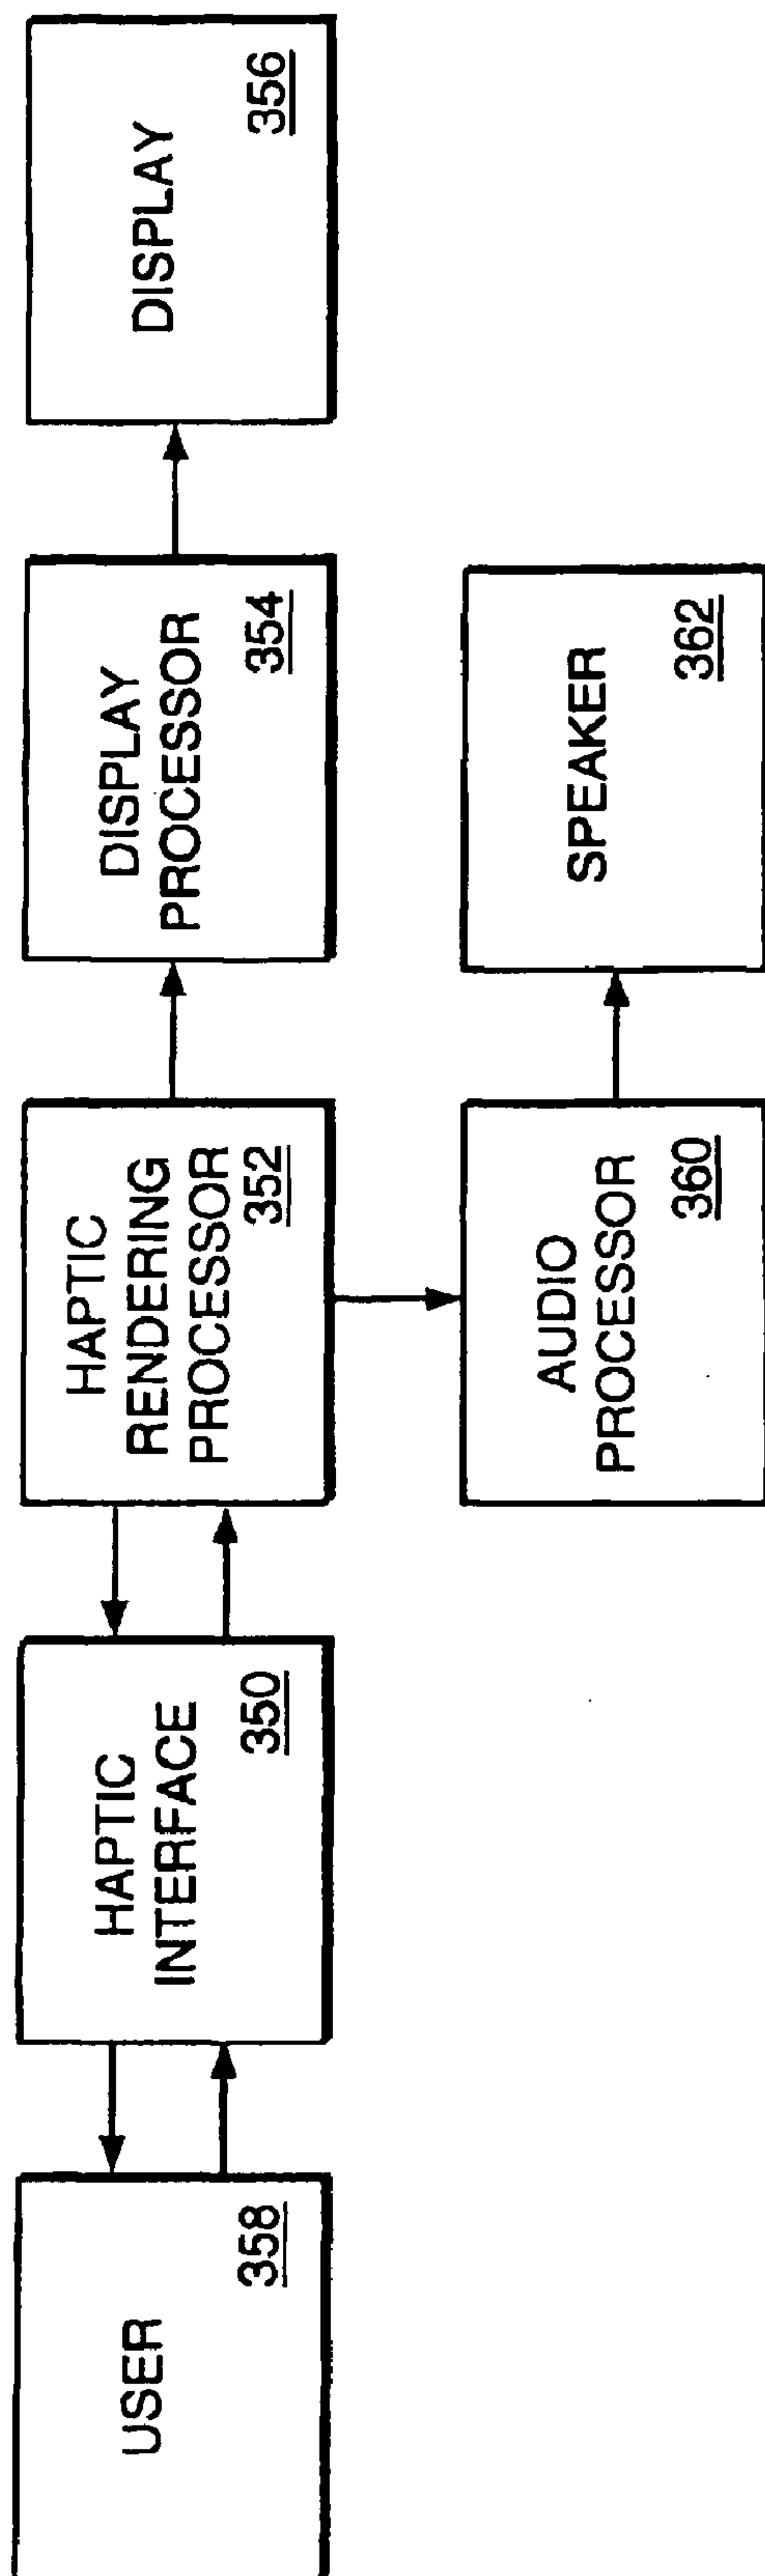 USER
358
HAPTIC
INTERFACE
350
HAPTIC
RENDERING
PROCESSOR
352
DISPLAY
PROCESSOR
354
DISPLAY
356
AUDIO
PROCESSOR
360
SPEAKER
362